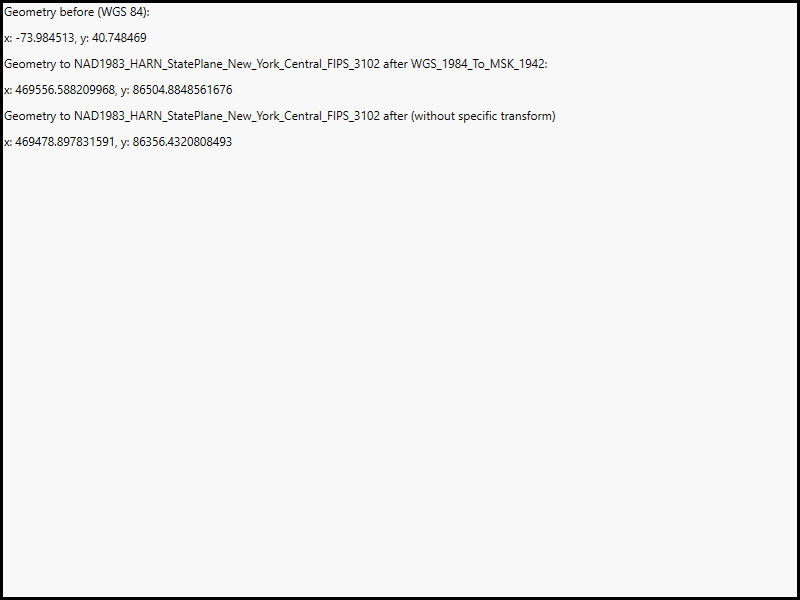 Geometry before (WGS 84):
x: -73.984513, y: 40.748469
Geometry to NAD1983_HARN_StatePlane_New_York_Central_FIPS_3102 after WGS_1984_To_MSK_1942:
x: 469556.588209968, y: 86504.8848561676
Geometry to NAD1983_HARN_StatePlane_New_York_Central_FIPS_3102 after (without specific transform)
x: 469478.897831591, y: 86356.4320808493